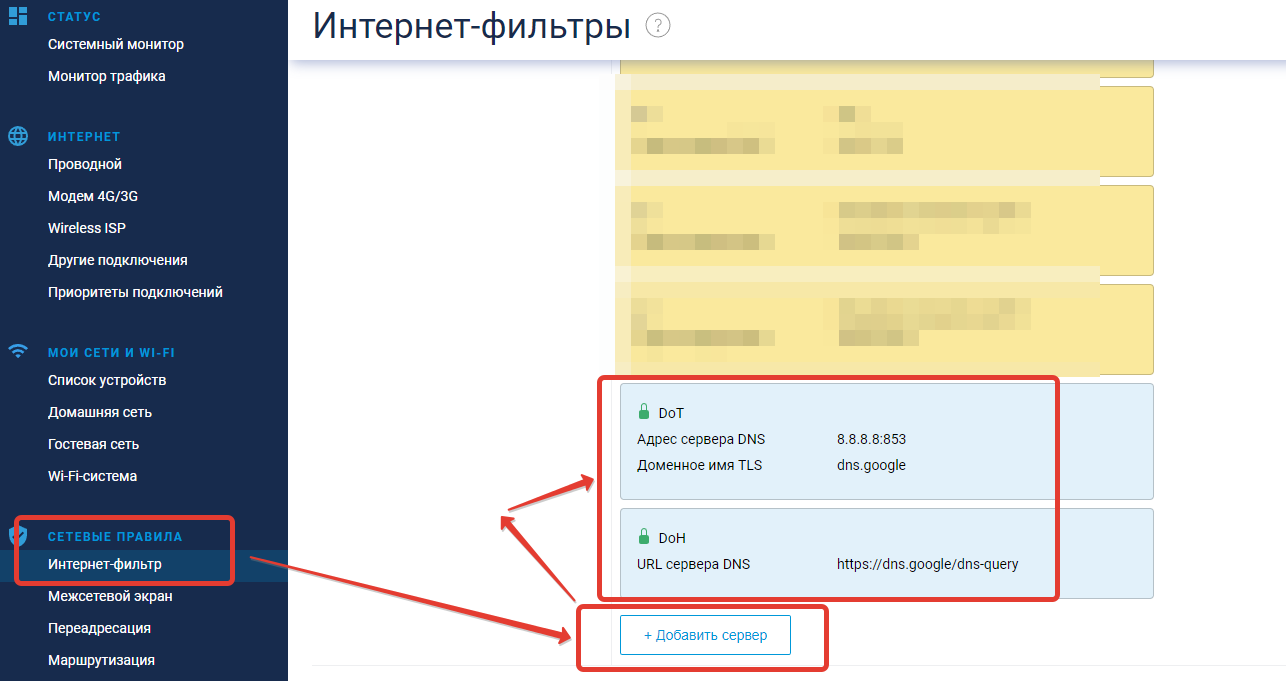 СТАТУС
Системный монитор
Монитор трафика
ИНТЕРНЕТ
Проводной
Модем 4G/3G
Wireless ISP
Другие подключения
Приоритеты подключений
МОИ СЕТИ И WI-FI
Список устройств
Домашняя сеть
Гостевая сеть
Wi-Fi-система
СЕТЕВЫЕ ПРАВИЛА
Интернет-фильтр
Межсетевой экран
Переадресация
Маршрутизация
Интернет-фильтры ?
DoT
Адрес сервера DNS 8.8.8.8:853
Доменное имя TLS dns.google
DoH
URL сервера DNS https://dns.google/dns-query
+ Добавить сервер